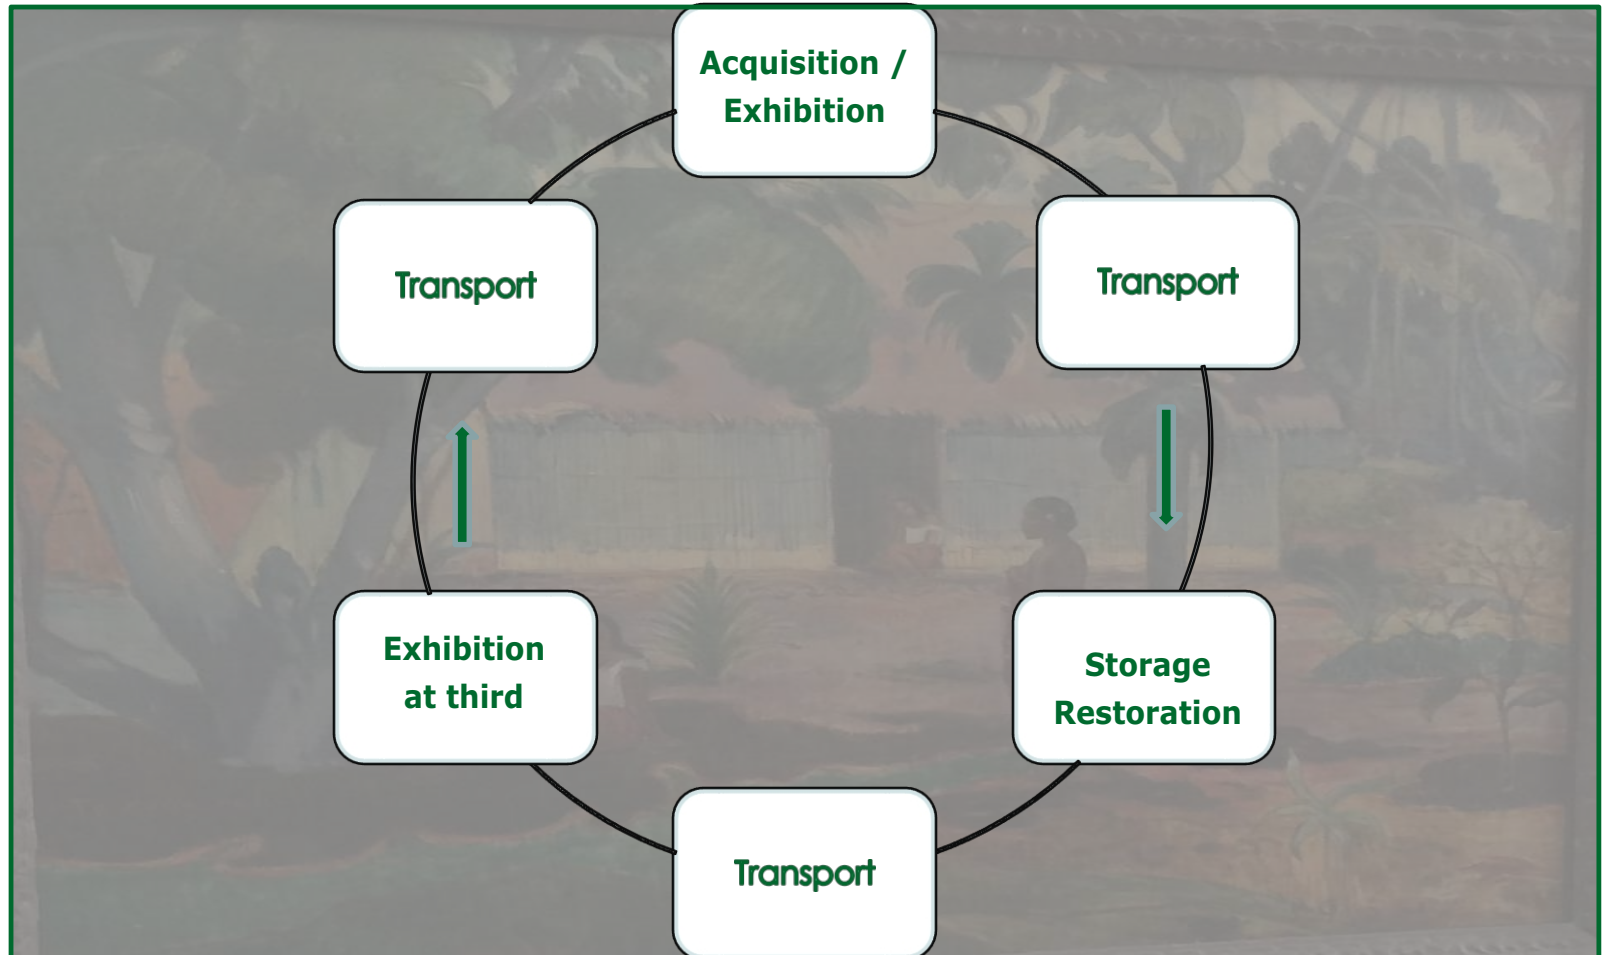 Acquisition /
Exhibition
Transport
Transport
Exhibition
at third
Storage
Restoration
Transport